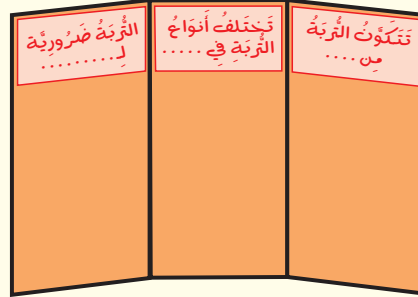 تَتَكَوَّنُ التُّرْبَةُ
مِن ....
تَخْتَلِفُ أَنْوَاعُ
التُّرْبَةِ فِي .....
التُّرْبَةُ ضَرُورِيَّة
لِـ.........